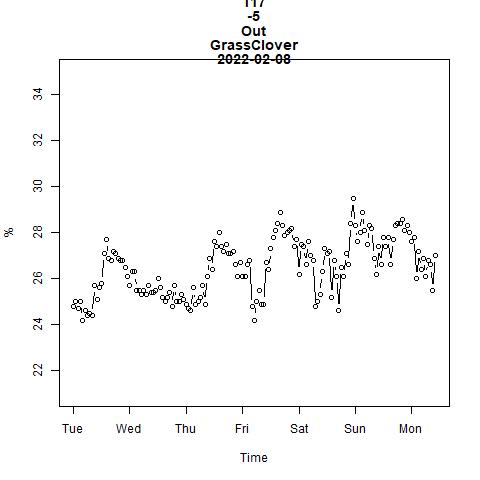 T17
-5
Out
GrassClover
2022-02-08
%
34
32
30
28
26
24
22
Tue Wed Thu Fri Sat Sun Mon
Time